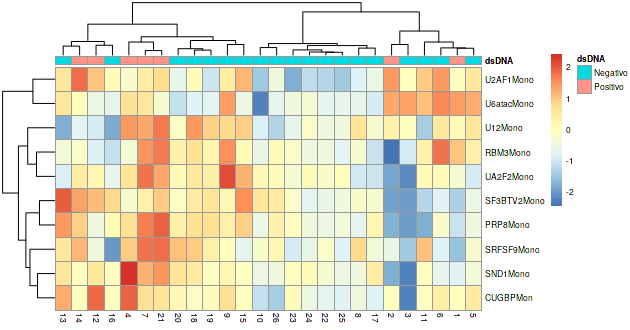 dsDNA
U2AF1Mono
U6atacMono
U12Mono
RBM3Mono
UA2F2Mono
SF3BTV2Mono
PRP8Mono
SRFSF9Mono
SND1Mono
CUGBPMon
13 14 12 16 4 7 21 20 18 19 9 15 10 26 23 24 22 25 8 17 2 3 11 6 1 5
2
1
0
-1
-2
dsDNA
Negativo
Positivo